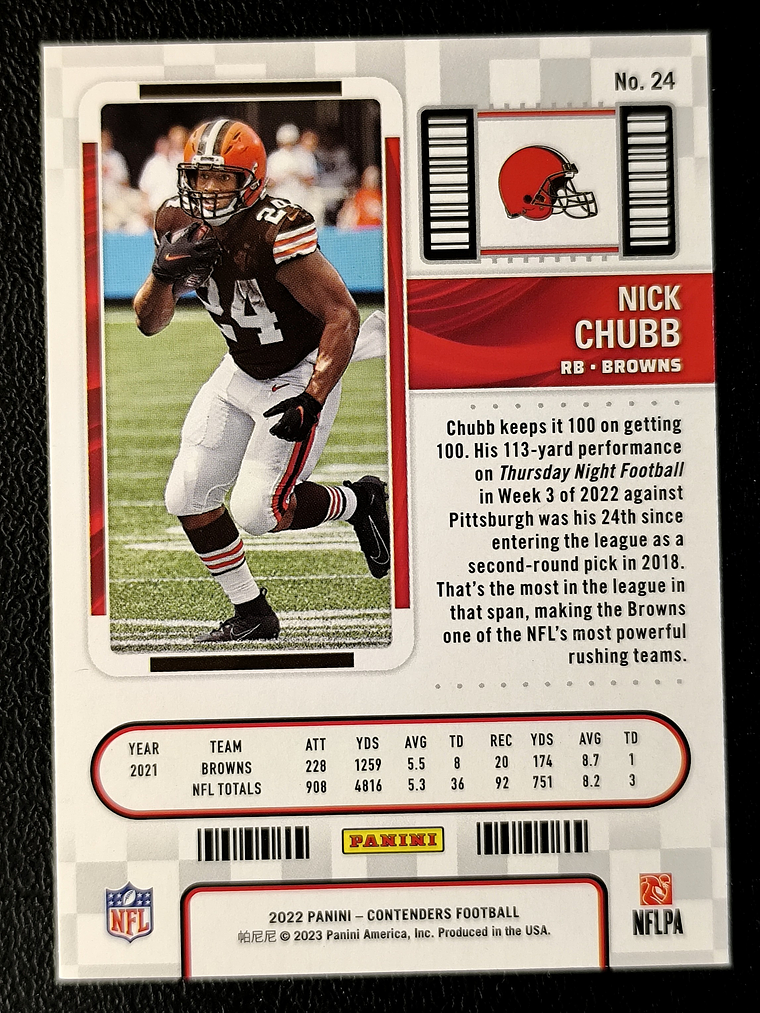 No. 24
24
24
NICK
CHUBB
RB · BROWNS
Chubb keeps it 100 on getting
100. His 113-yard performance
on Thursday Night Football
in Week 3 of 2022 against
Pittsburgh was his 24th since
entering the league as a
second-round pick in 2018.
That's the most in the league in
that span, making the Browns
one of the NFL's most powerful
rushing teams.
YEAR TEAM ATT YDS AVG TD REC YDS AVG TD
2021 BROWNS 228 1259 5.5 8 20 174 8.7 1
NFL TOTALS 908 4816 5.3 36 92 751 8.2 3
PANINI
NFL
NFLPA
2022 PANINI – CONTENDERS FOOTBALL
帕尼尼 © 2023 Panini America, Inc. Produced in the USA.